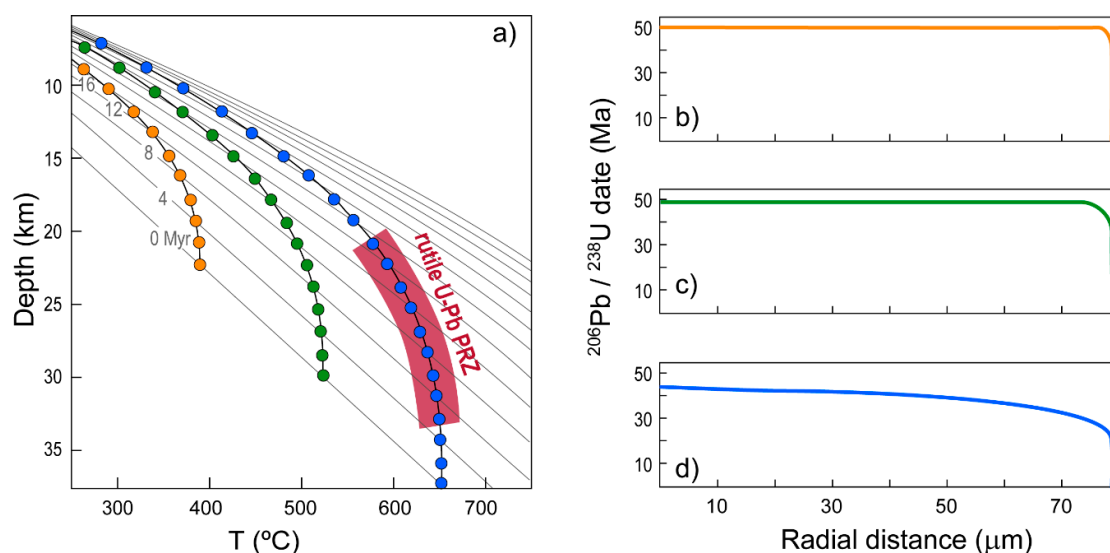 a)
Depth (km)
10
15
20
25
30
35
16
12
8
4
0 Myr
rutile U-Pb PRZ
300
400
500
600
700
T (ºC)
206Pb / 238U date (Ma)
50
30
10
b)
50
30
10
c)
50
30
10
d)
10
30
50
70
Radial distance (μm)